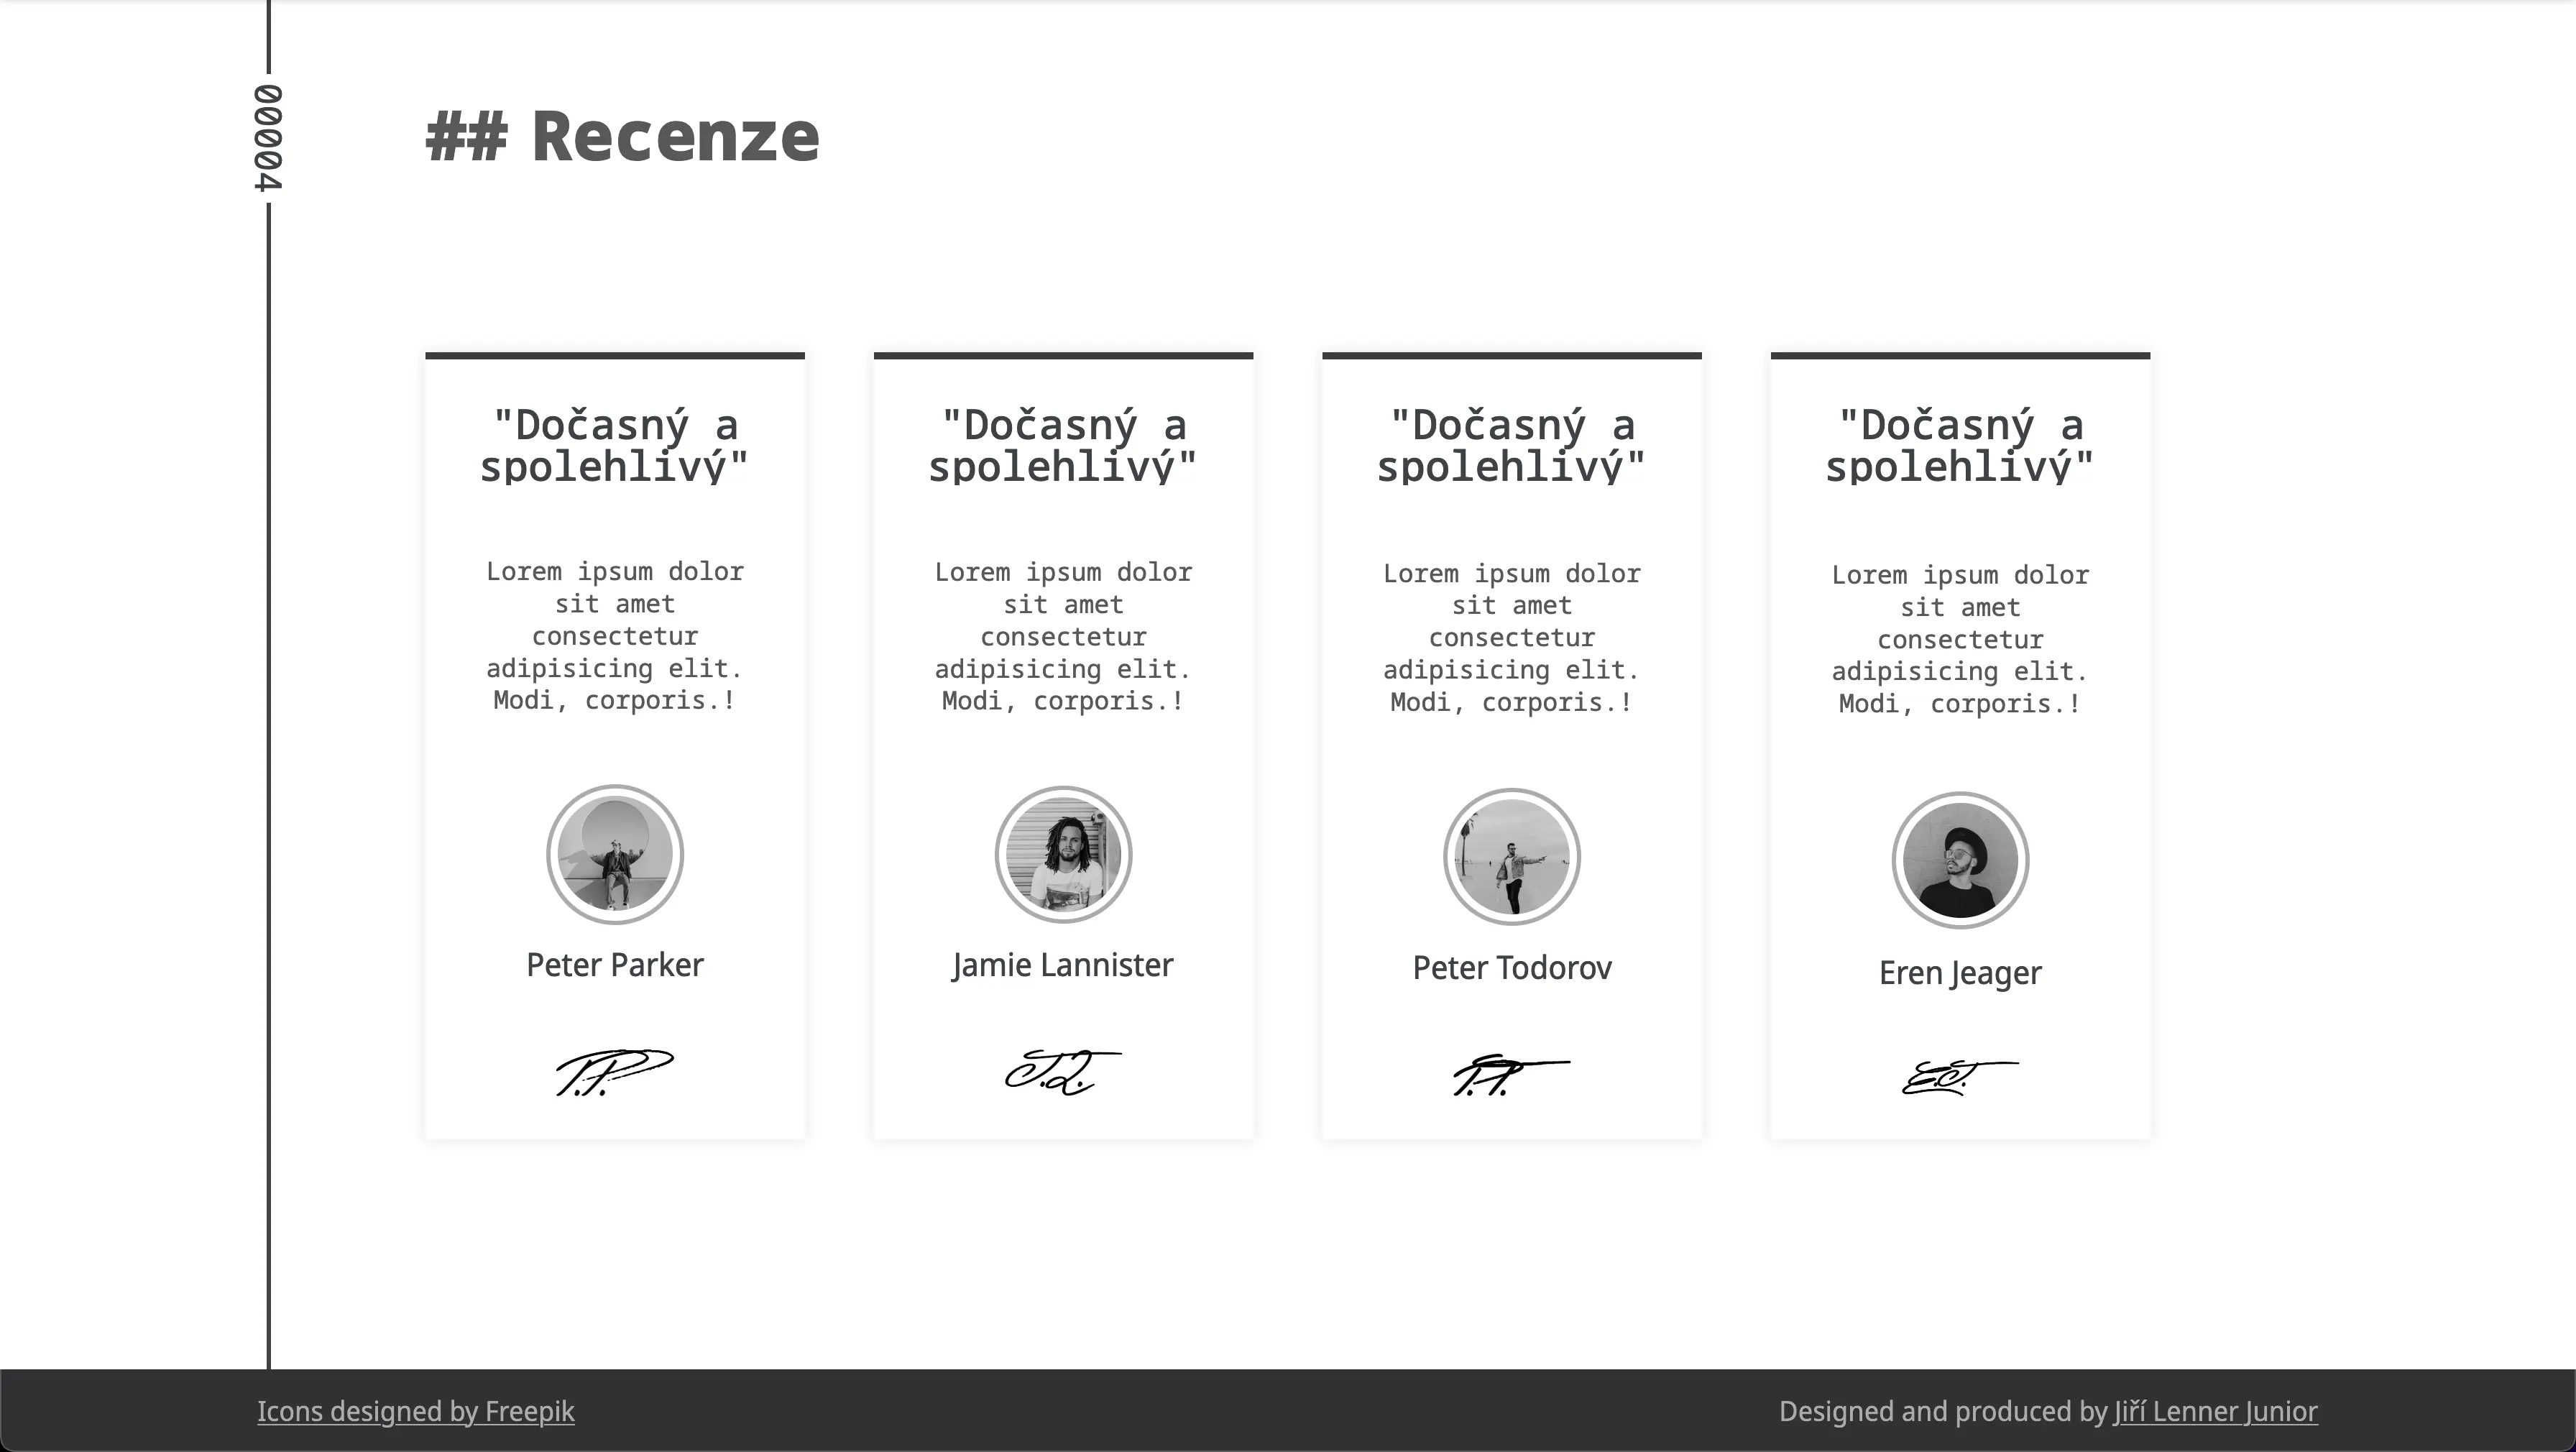 00004
## Recenze
"Dočasný a
spolehlivý"
Lorem ipsum dolor
sit amet
consectetur
adipisicing elit.
Modi, corporis.!
Peter Parker
P.P.
"Dočasný a
spolehlivý"
Lorem ipsum dolor
sit amet
consectetur
adipisicing elit.
Modi, corporis.!
Jamie Lannister
J.L.
"Dočasný a
spolehlivý"
Lorem ipsum dolor
sit amet
consectetur
adipisicing elit.
Modi, corporis.!
Peter Todorov
P.T.
"Dočasný a
spolehlivý"
Lorem ipsum dolor
sit amet
consectetur
adipisicing elit.
Modi, corporis.!
Eren Jeager
E.J.
Icons designed by Freepik
Designed and produced by Jiří Lenner Junior